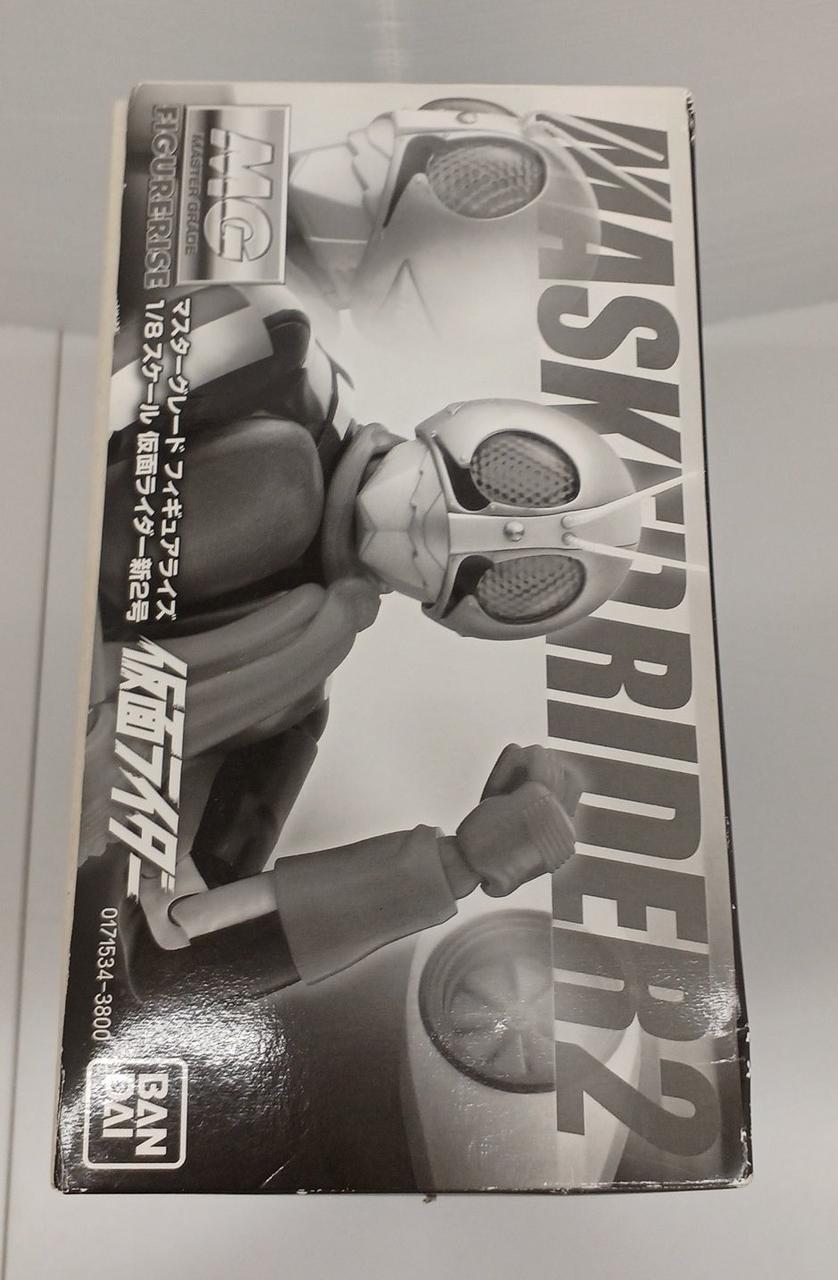 MASKED RIDER 2
MG
MASTER GRADE
FIGURERISE
マスターグレード フィギュアライズ
1/8 スケール 仮面ライダー新2号
仮面ライダー
0171534-3800
BAN
DAI